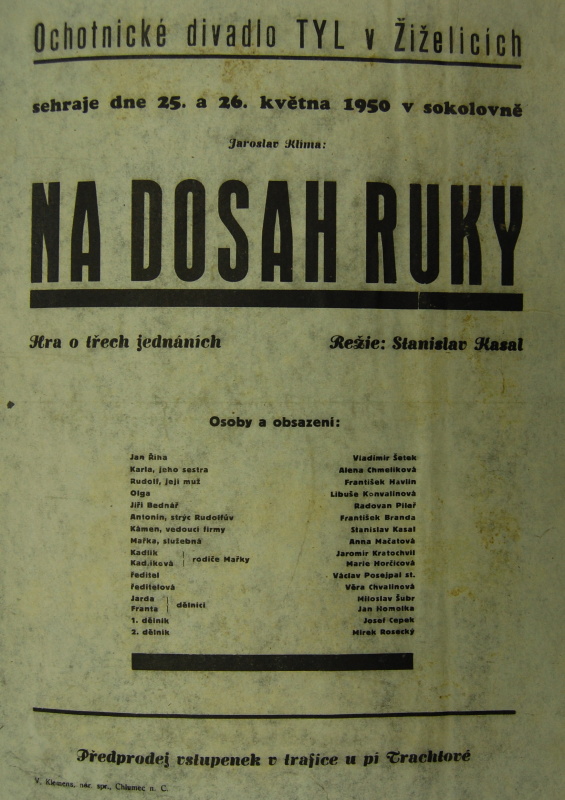 Ochotnické divadlo TYL v Žiželicích
sehraje dne 25. a 26. května 1950 v sokolovně
Jaroslav Klíma:
NA DOSAH RUKY
Hra o třech jednáních Režie: Stanislav Kasal
Osoby a obsazení:
Jan Říha Vladimír Šetek
Karla, jeho sestra Alena Chmelíková
Rudolf, její muž František Havlín
Olga Libuše Konvalinová
Jiří Bednář Radovan Pilař
Antonín, strýc Rudolfův František Branda
Kámen, vedoucí firmy Stanislav Kasal
Mařka, služebná Anna Mačatová
Kadlík Jaromír Kratochvíl
rodiče Mařky
Kadlíková Marie Horčicová
ředitel Václav Posejpal st.
ředitelová Věra Chvalinová
Jarda Miloslav Šubr
dělníci
Franta Jan Homolka
1. dělník Josef Cepek
2. dělník Mirek Rosecký
Předprodej vstupenek v trafice u pí Trachtové
V. Klemens, nár. spr., Chlumec n. C.